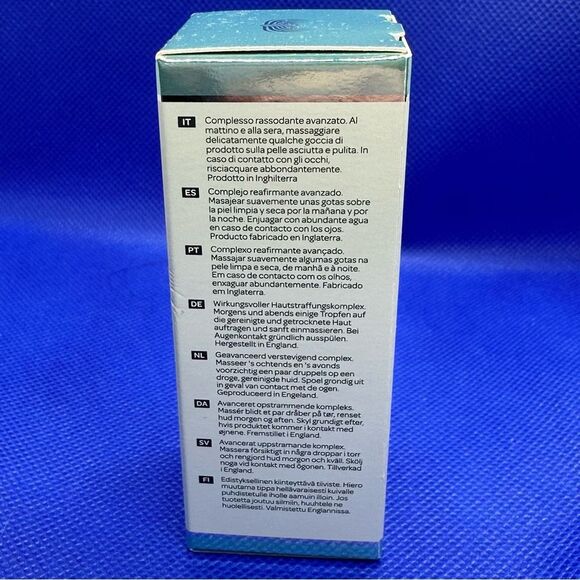 IT Complesso rassodante avanzato. Al
mattino e alla sera, massaggiare
delicatamente qualche goccia di
prodotto sulla pelle asciutta e pulita. In
caso di contatto con gli occhi,
risciacquare abbondantemente.
Prodotto in Inghilterra
ES Complejo reafirmante avanzado.
Masajear suavemente unas gotas sobre
la piel limpia y seca por la mañana y por
la noche. Enjuagar con abundante agua
en caso de contacto con los ojos.
Producto fabricado en Inglaterra.
PT Complexo reafirmante avançado.
Massajar suavemente algumas gotas na
pele limpa e seca, de manhã e à noite.
Em caso de contacto com os olhos,
enxaguar abundantemente. Fabricado
em Inglaterra.
DE Wirkungsvoller Hautstraffungskomplex.
Morgens und abends einige Tropfen auf
die gereinigte und getrocknete Haut
auftragen und sanft einmassieren. Bei
Augenkontakt gründlich ausspülen.
Hergestellt in England.
NL Geavanceerd verstevigend complex.
Masseer 's ochtends en 's avonds
voorzichtig een paar druppels op een
droge, gereinigde huid. Spoel grondig uit
in geval van contact met de ogen.
Geproduceerd in Engeland.
DA Avanceret opstrammende kompleks.
Massér blidt et par dråber på tør, renset
hud morgen og aften. Skyl grundigt efter,
hvis produktet kommer i kontakt med
øjnene. Fremstillet i England.
SV Avancerat uppstramande komplex.
Massera försiktigt in några droppar i torr
och rengjord hud morgon och kväll. Skölj
noga vid kontakt med ögonen. Tillverkad
i England.
FI Edistyksellinen kiinteyttävä tiiviste. Hiero
muutama tippa hellävaraisesti kuivalle
puhdistetulle iholle aamuin illoin. Jos
tuotetta joutuu silmiin, huuhtele ne
huolellisesti. Valmistettu Englannissa.